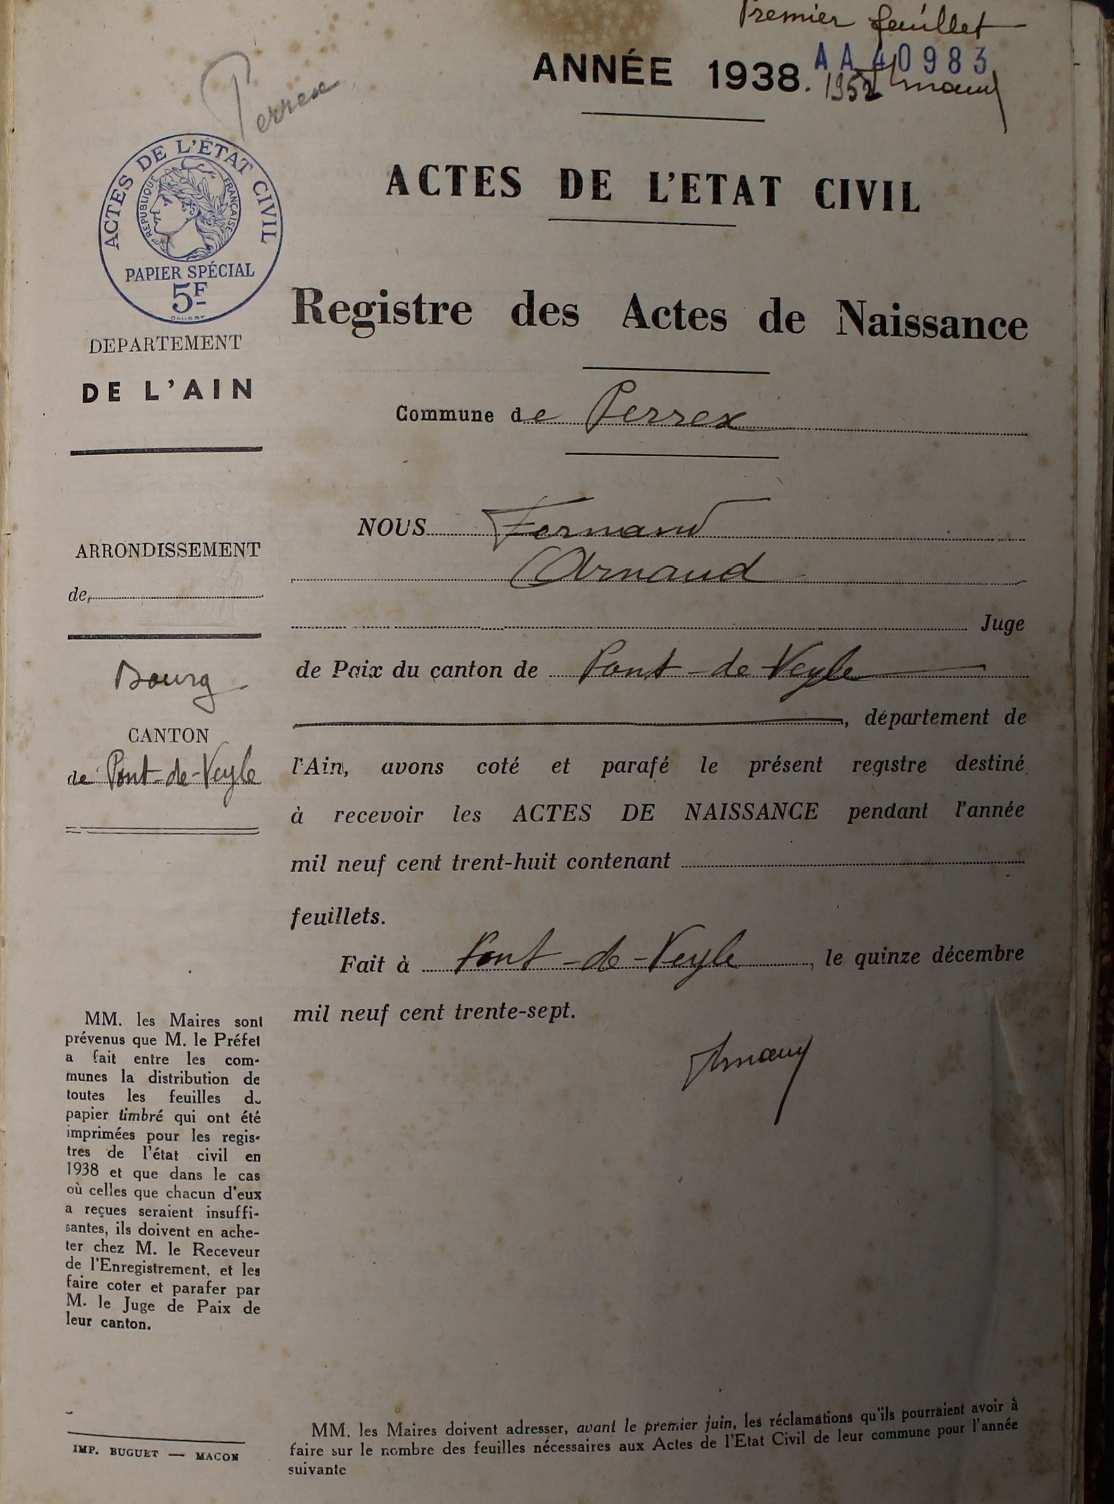 Premier feuillet
AA 40983
ANNÉE 1938.
1952 Arnaud
Perrex
ACTES DE L'ÉTAT CIVIL
RÉPUBLIQUE FRANÇAISE
PAPIER SPÉCIAL
5F
ACTES DE L'ETAT CIVIL
Registre des Actes de Naissance
DEPARTEMENT
DE L'AIN
Commune de Perrex
ARRONDISSEMENT
de
Bourg
CANTON
de Pont-de-Veyle
NOUS Fernand
Arnaud
Juge
de Paix du canton de Pont-de-Veyle
, département de
l'Ain, avons coté et parafé le présent registre destiné
à recevoir les ACTES DE NAISSANCE pendant l'année
mil neuf cent trent-huit contenant
feuillets.
Fait à Pont-de-Veyle, le quinze décembre
mil neuf cent trente-sept.
Arnaud
MM. les Maires sont
prévenus que M. le Préfet
a fait entre les com-
munes la distribution de
toutes les feuilles du
papier timbré qui ont été
imprimées pour les regis-
tres de l'état civil en
1938 et que dans le cas
où celles que chacun d'eux
a reçues seraient insuffi-
santes, ils doivent en ache-
ter chez M. le Receveur
de l'Enregistrement, et les
faire coter et parafer par
M. le Juge de Paix de
leur canton.
IMP. BUGUET — MACON
MM. les Maires doivent adresser, avant le premier juin, les réclamations qu'ils pourraient avoir à
faire sur le nombre des feuilles nécessaires aux Actes de l'Etat Civil de leur commune pour l'année
suivante